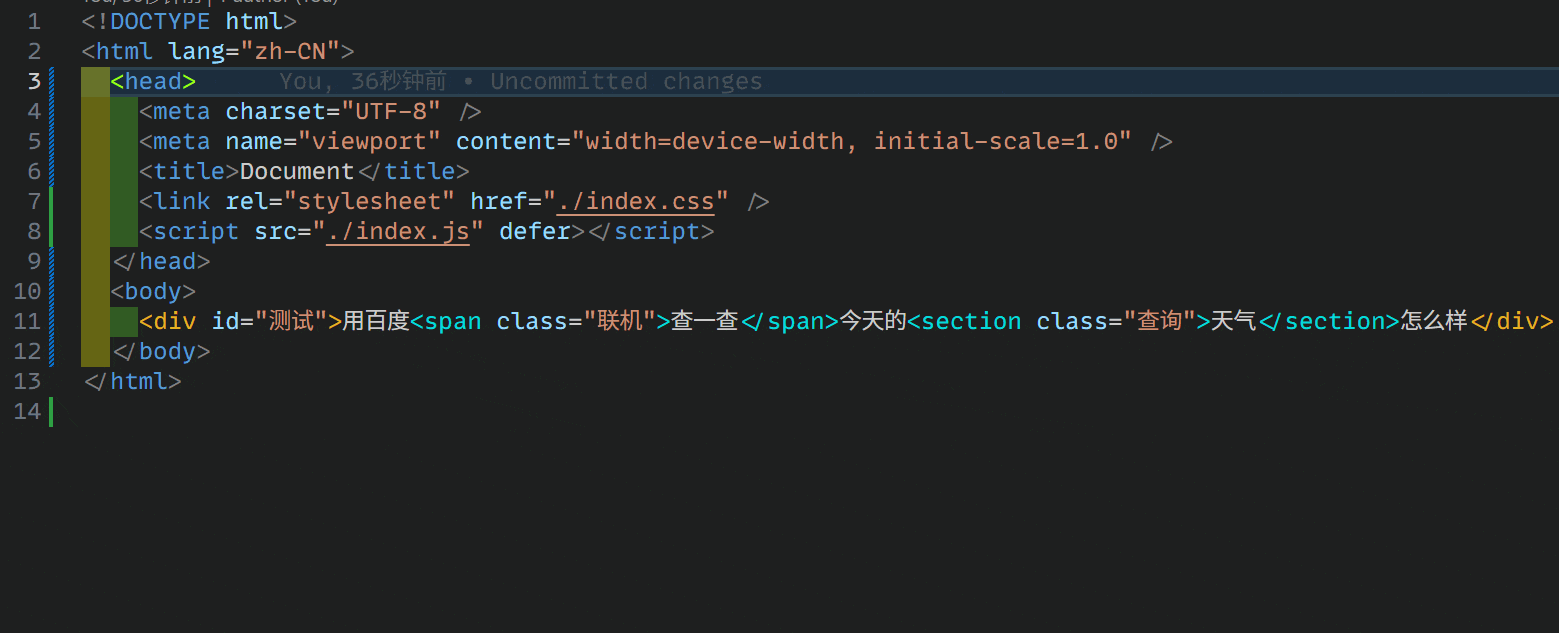 1 <!DOCTYPE html>
2 <html lang="zh-CN">
3 <head> You, 36秒钟前 • Uncommitted changes
4 <meta charset="UTF-8" />
5 <meta name="viewport" content="width=device-width, initial-scale=1.0" />
6 <title>Document</title>
7 <link rel="stylesheet" href="./index.css" />
8 <script src="./index.js" defer></script>
9 </head>
10 <body>
11 <div id="测试">用百度<span class="联机">查一查</span>今天的<section class="查询">天气</section>怎么样</div>
12 </body>
13 </html>
14